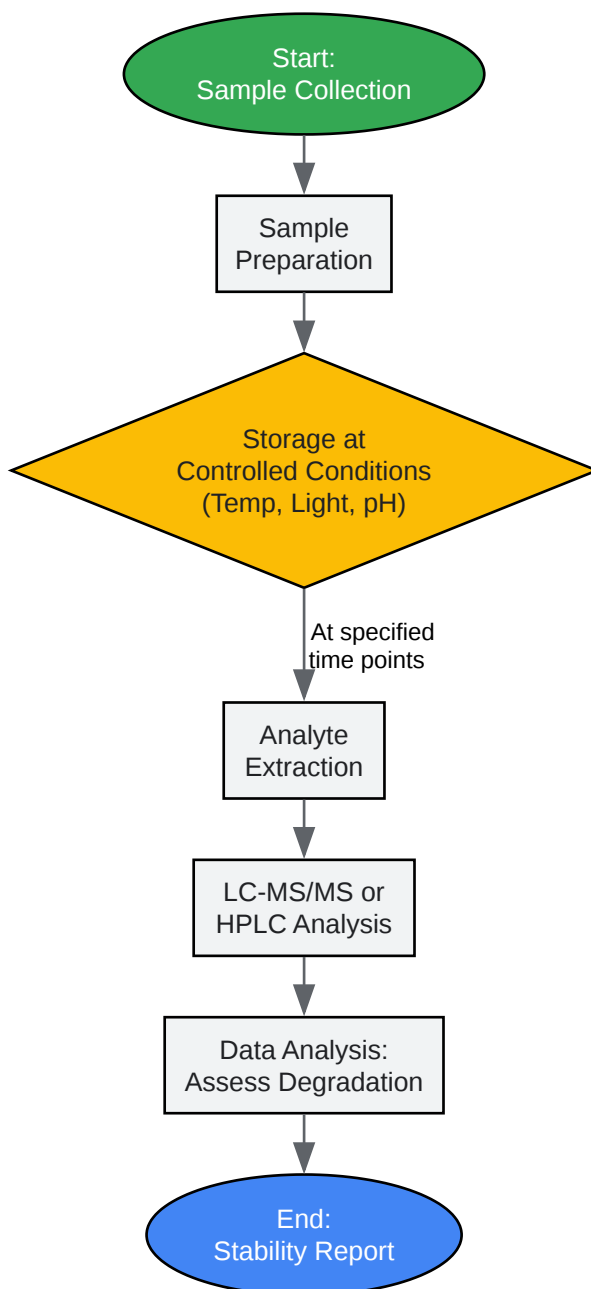 Start:
Sample Collection
Sample
Preparation
Storage at
Controlled Conditions
(Temp, Light, pH)
At specified
time points
Analyte
Extraction
LC-MS/MS or
HPLC Analysis
Data Analysis:
Assess Degradation
End:
Stability Report